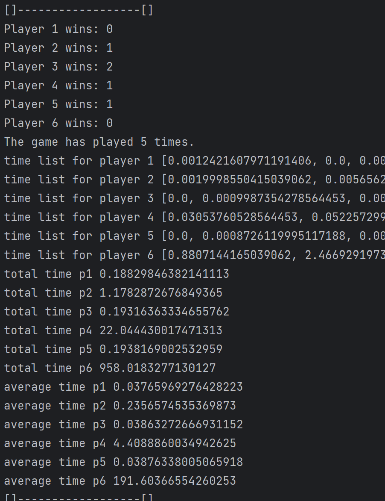 []------------------[]
Player 1 wins: 0
Player 2 wins: 1
Player 3 wins: 2
Player 4 wins: 1
Player 5 wins: 1
Player 6 wins: 0
The game has played 5 times.
time list for player 1 [0.0012421607971191406, 0.0, 0.00
time list for player 2 [0.0019998550415039062, 0.0056562
time list for player 3 [0.0, 0.0009987354278564453, 0.00
time list for player 4 [0.03053760528564453, 0.052257299
time list for player 5 [0.0, 0.0008726119995117188, 0.00
time list for player 6 [0.8807144165039062, 2.4669291973
total time p1 0.18829846382141113
total time p2 1.1782872676849365
total time p3 0.19316363334655762
total time p4 22.044430017471313
total time p5 0.1938169002532959
total time p6 958.0183277130127
average time p1 0.03765969276428223
average time p2 0.2356574535369873
average time p3 0.03863272666931152
average time p4 4.4088860034942625
average time p5 0.03876338005065918
average time p6 191.60366554260253
[]------------------[]